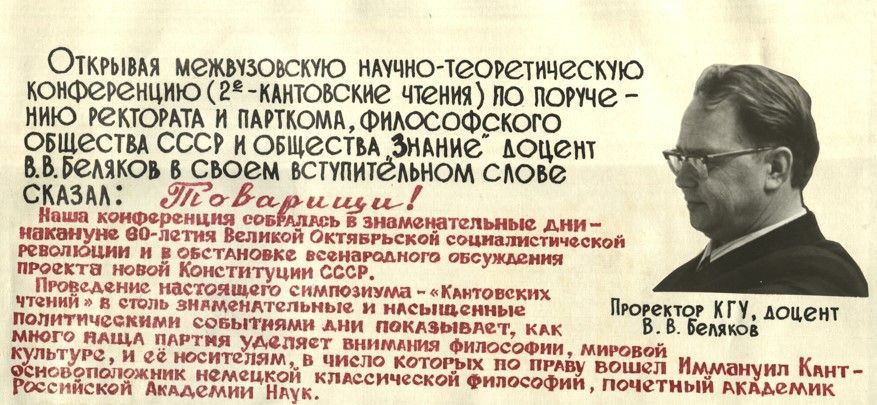 Открывая межвузовскую научно-теоретическую
конференцию (2е-кантовские чтения) по поруче-
нию ректората и парткома, философского
общества СССР и общества „Знание" доцент
В.В. Беляков в своем вступительном слове
сказал: Товарищи!
Наша конференция собралась в знаменательные дни-
накануне 60-летия Великой Октябрьской социалистической
революции и в обстановке всенародного обсуждения
проекта новой Конституции СССР.
Проведение настоящего симпозиума - «Кантовских
чтений» в столь знаменательные и насыщенные
политическими событиями дни показывает, как
много наша партия уделяет внимания философии, мировой
культуре, и её носителям, в число которых по праву вошел Иммануил Кант-
основоположник немецкой классической философии, почетный академик
Российской Академии Наук.
Проректор КГУ, доцент
В. В. Беляков